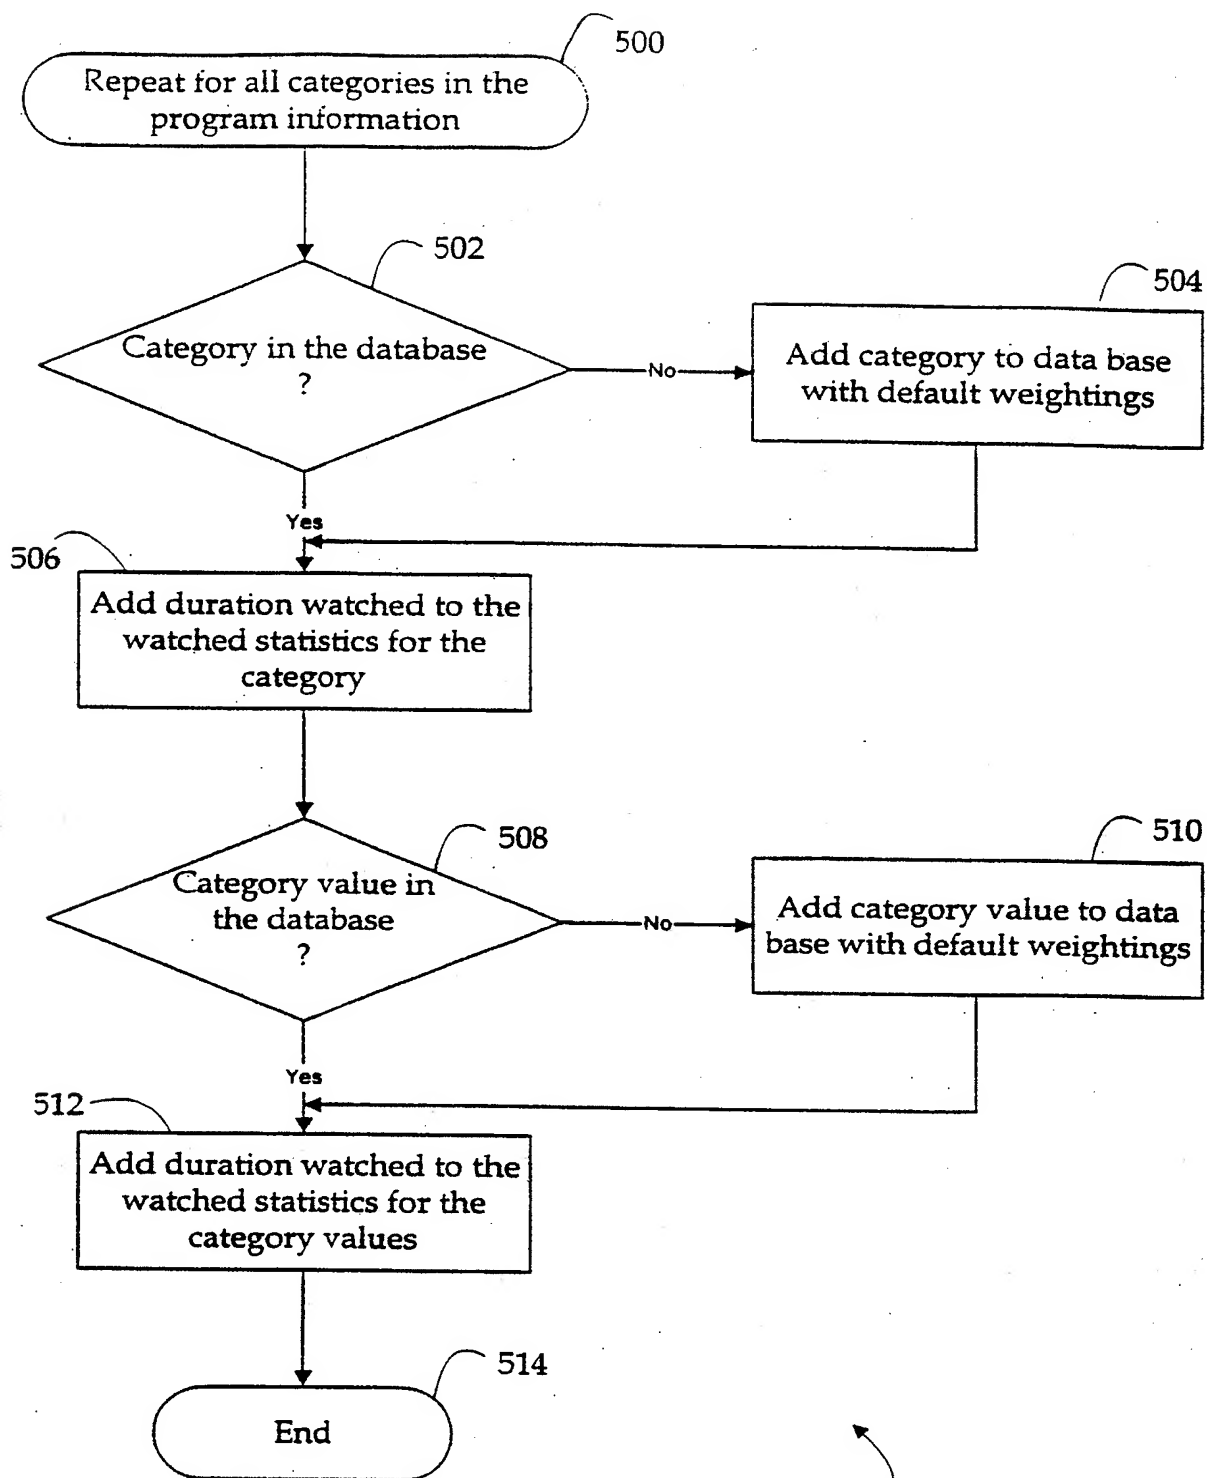 500
Repeat for all categories in the
program information
502
Category in the database
?
No
504
Add category to data base
with default weightings
Yes
506
Add duration watched to the
watched statistics for the
category
508
Category value in
the database
?
No
510
Add category value to data
base with default weightings
Yes
512
Add duration watched to the
watched statistics for the
category values
514
End